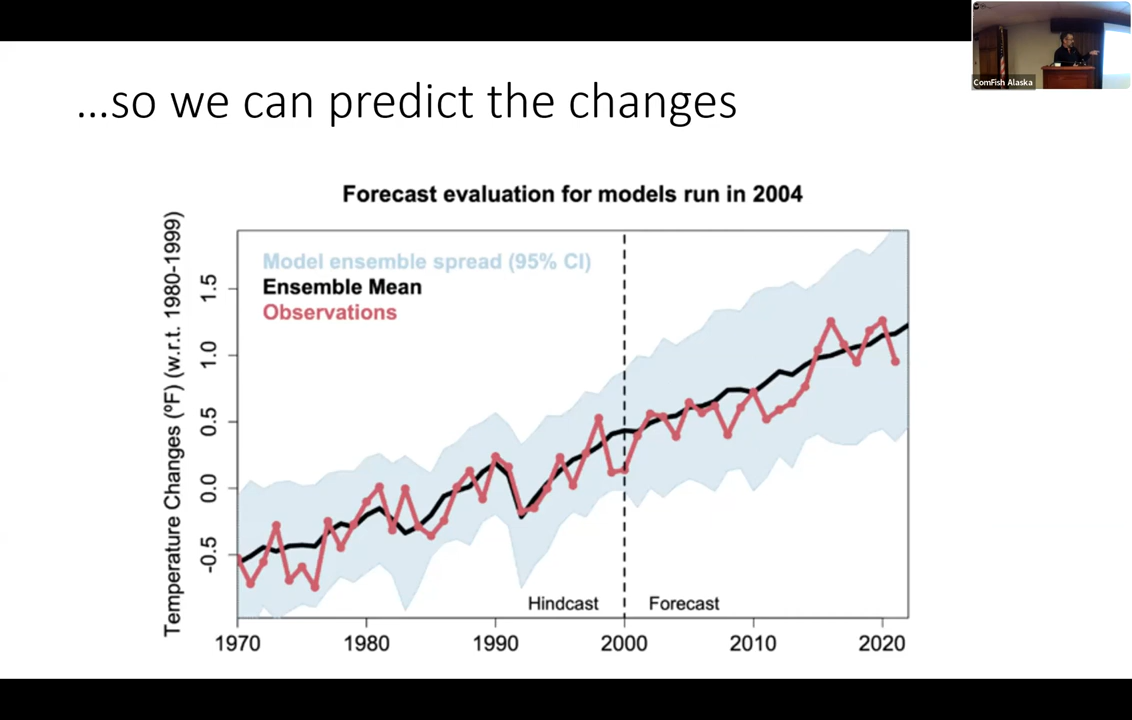 ComFish Alaska
...so we can predict the changes
Forecast evaluation for models run in 2004
Temperature Changes (ºF) (w.r.t. 1980-1999)
Model ensemble spread (95% CI)
Ensemble Mean
Observations
1.5
1.0
0.5
0.0
-0.5
Hindcast
Forecast
1970
1980
1990
2000
2010
2020